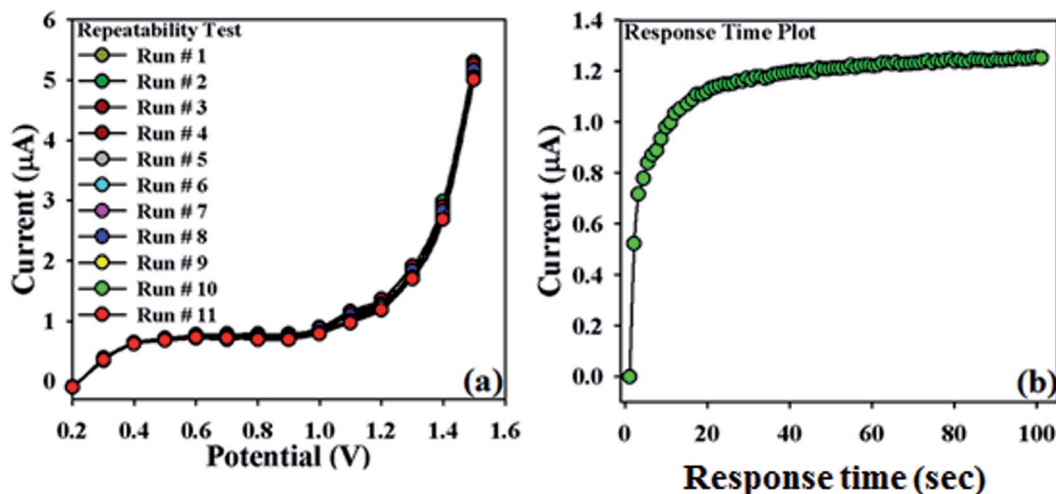 Repeatability Test
Run # 1
Run # 2
Run # 3
Run # 4
Run # 5
Run # 6
Run # 7
Run # 8
Run # 9
Run # 10
Run # 11
6
5
4
3
2
1
0
Current (μA)
0.2 0.4 0.6 0.8 1.0 1.2 1.4 1.6
Potential (V)
(a)
Response Time Plot
1.4
1.2
1.0
0.8
0.6
0.4
0.2
0.0
Current (μA)
0 20 40 60 80 100
Response time (sec)
(b)